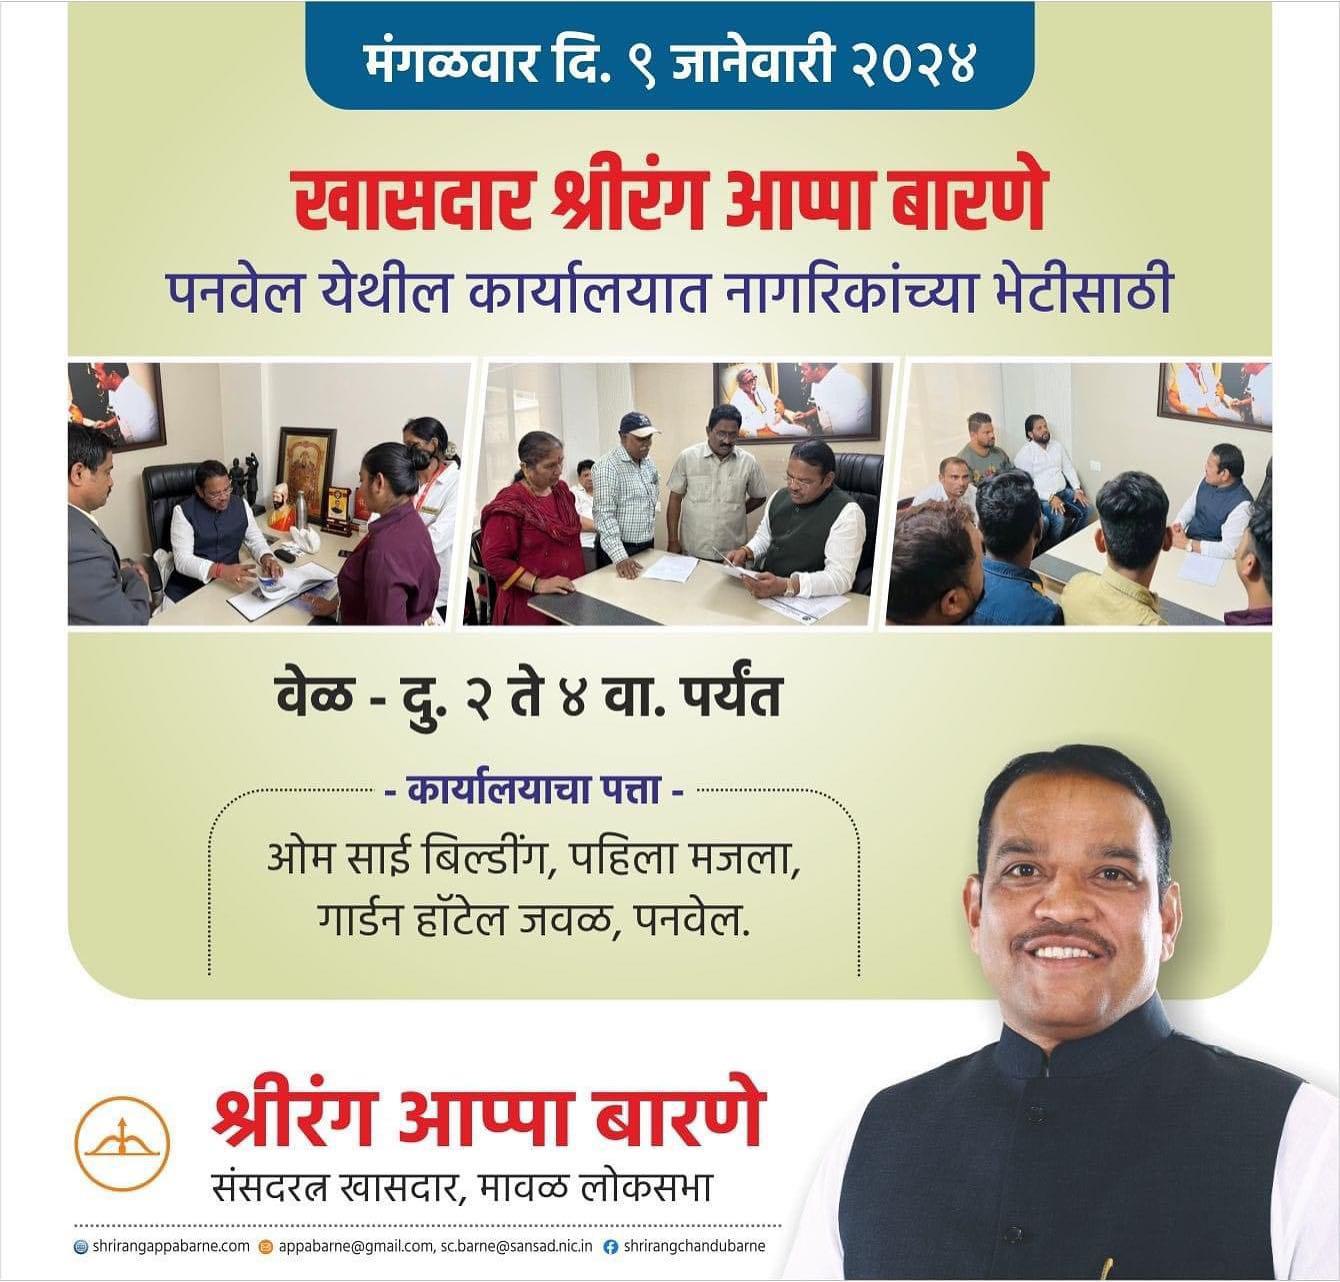 मंगळवार दि. ९ जानेवारी २०२४
खासदार श्रीरंग आप्पा बारणे
पनवेल येथील कार्यालयात नागरिकांच्या भेटीसाठी
वेळ - दु. २ ते ४ वा. पर्यंत
- कार्यालयाचा पत्ता -
ओम साई बिल्डींग, पहिला मजला,
गार्डन हॉटेल जवळ, पनवेल.
श्रीरंग आप्पा बारणे
संसदरत्न खासदार, मावळ लोकसभा
shrirangappabarne.com appabarne@gmail.com, sc.barne@sansad.nic.in shrirangchandubarne